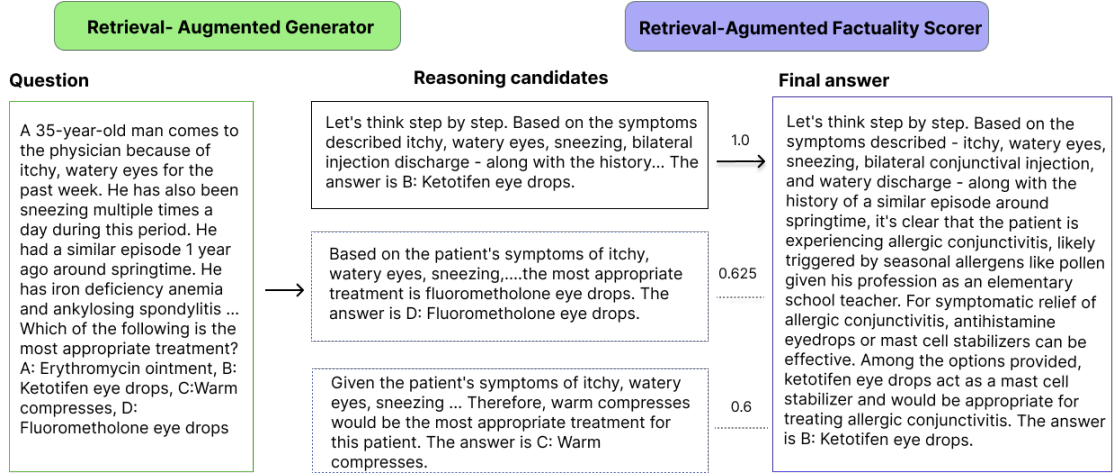 Retrieval- Augmented Generator
Retrieval-Agumented Factuality Scorer
Question
A 35-year-old man comes to
the physician because of
itchy, watery eyes for the
past week. He has also been
sneezing multiple times a
day during this period. He
had a similar episode 1 year
ago around springtime. He
has iron deficiency anemia
and ankylosing spondylitis ...
Which of the following is the
most appropriate treatment?
A: Erythromycin ointment, B:
Ketotifen eye drops, C:Warm
compresses, D:
Fluorometholone eye drops
Reasoning candidates
Let's think step by step. Based on the symptoms
described itchy, watery eyes, sneezing, bilateral
injection discharge - along with the history... The
answer is B: Ketotifen eye drops.
1.0
Based on the patient's symptoms of itchy,
watery eyes, sneezing,....the most appropriate
treatment is fluorometholone eye drops. The
answer is D: Fluorometholone eye drops.
0.625
Given the patient's symptoms of itchy, watery
eyes, sneezing ... Therefore, warm compresses
would be the most appropriate treatment for
this patient. The answer is C: Warm
compresses.
0.6
Final answer
Let's think step by step. Based on the
symptoms described - itchy, watery eyes,
sneezing, bilateral conjunctival injection,
and watery discharge - along with the
history of a similar episode around
springtime, it's clear that the patient is
experiencing allergic conjunctivitis, likely
triggered by seasonal allergens like pollen
given his profession as an elementary
school teacher. For symptomatic relief of
allergic conjunctivitis, antihistamine
eyedrops or mast cell stabilizers can be
effective. Among the options provided,
ketotifen eye drops act as a mast cell
stabilizer and would be appropriate for
treating allergic conjunctivitis. The answer
is B: Ketotifen eye drops.